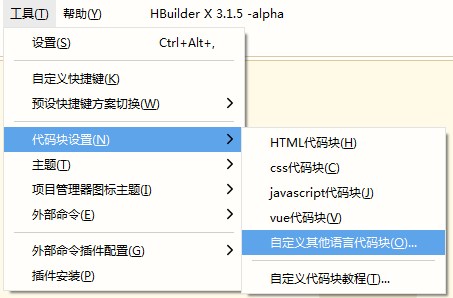 工具(T) 帮助(Y) HBuilder X 3.1.5 -alpha
设置(S) Ctrl+Alt+,
自定义快捷键(K)
预设快捷键方案切换(W)
代码块设置(N)
主题(T)
项目管理器图标主题(I)
外部命令(E)
外部命令插件配置(G)
插件安装(P)
HTML代码块(H)
css代码块(C)
javascript代码块(J)
vue代码块(V)
自定义其他语言代码块(O)...
自定义代码块教程(T)...